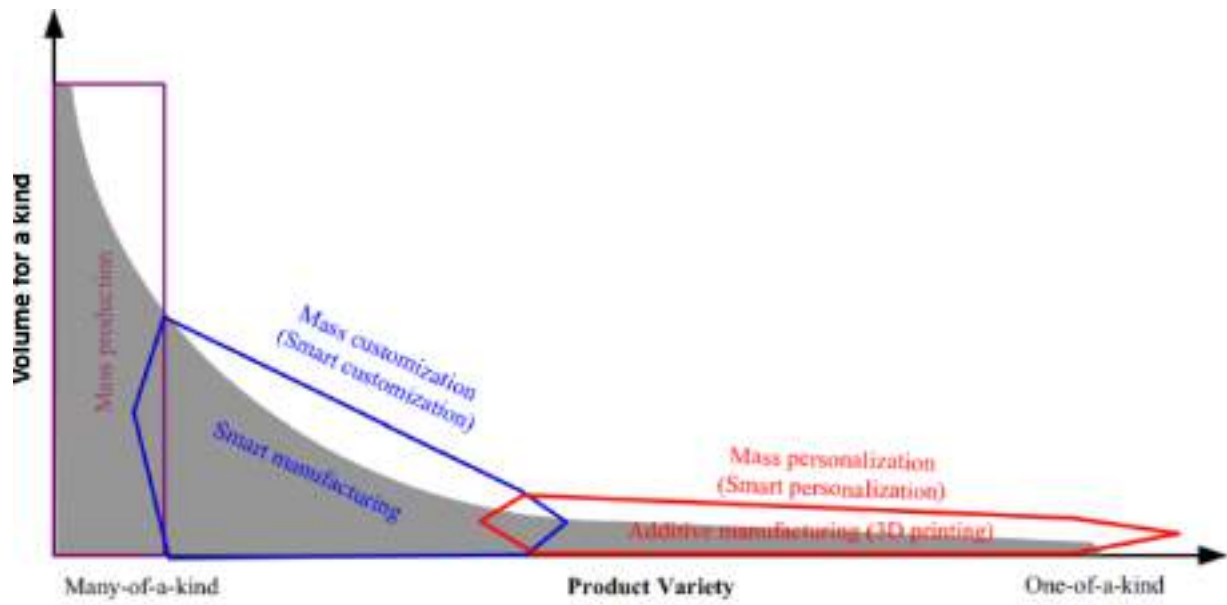 Volume for a kind
Mass production
Mass customization
(Smart customization)
Smart manufacturing
Mass personalization
(Smart personalization)
Additive manufacturing (3D printing)
Many-of-a-kind
Product Variety
One-of-a-kind